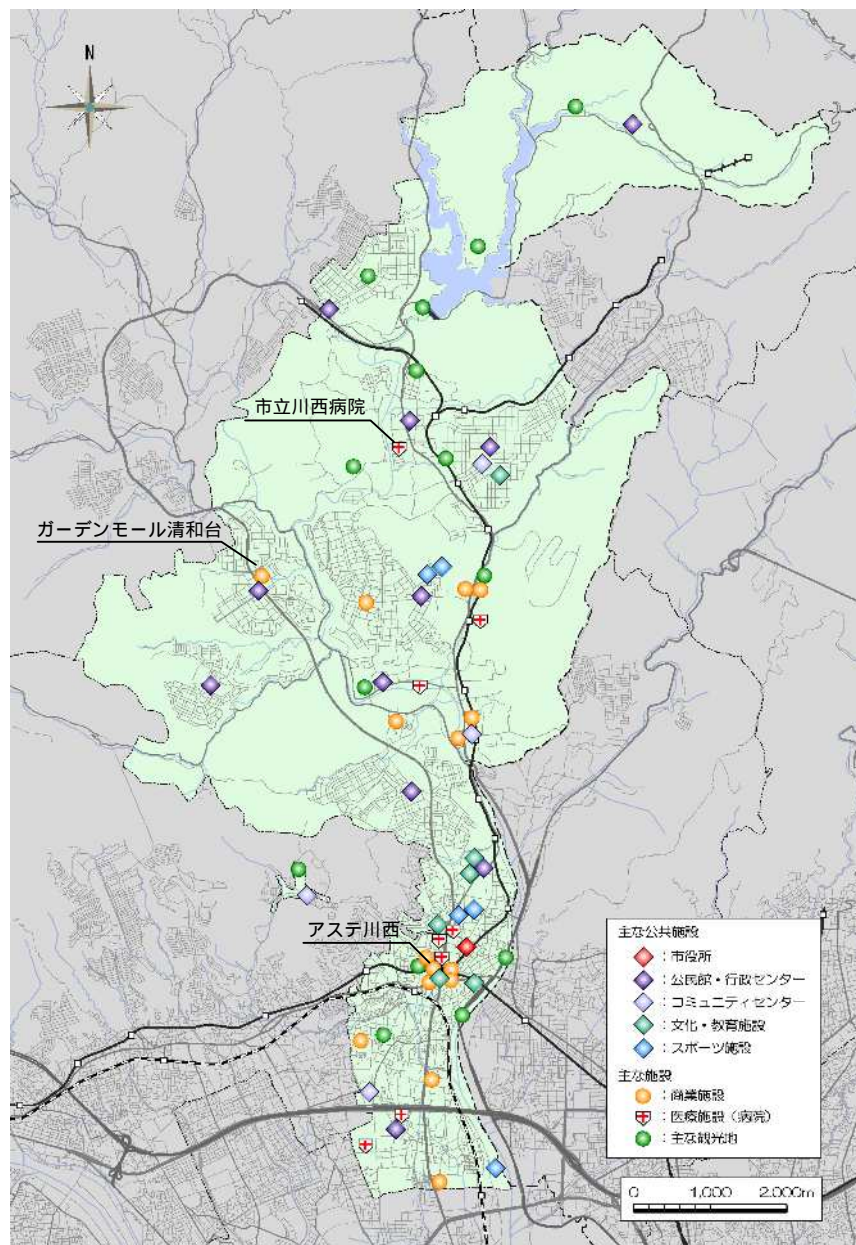 N
市立川西病院
ガーデンモール清和台
アステ川西
主な公共施設
：市役所
：公民館・行政センター
：コミュニティセンター
：文化・教育施設
：スポーツ施設
主な施設
：商業施設
：医療施設（病院）
：主な観光地
0 1,000 2,000m